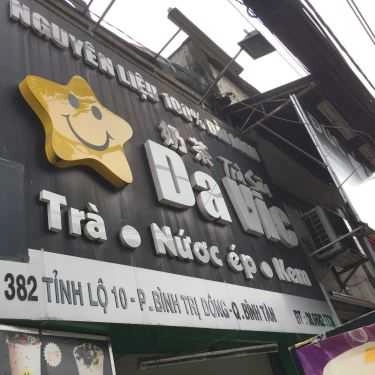 NGUYÊN LIỆU 100%
奶茶 Trà Sữa
DaVic
Trà • Nước ép • Kem
382 TỈNH LỘ 10 - P. BÌNH TRỊ ĐÔNG - Q. BÌNH TÂN
ĐT